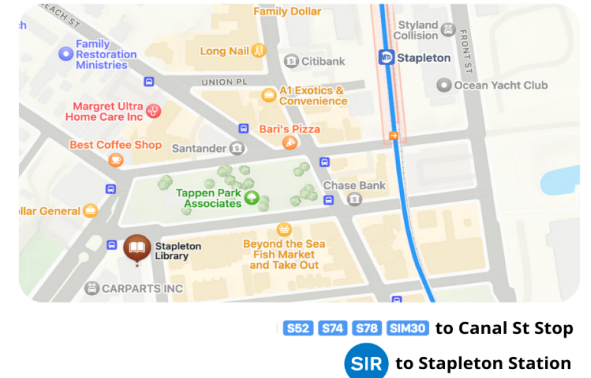 Family Dollar
EACH ST
h
Family
Restoration
Ministries
Long Nail
Citibank
Styland
Collision
FRONT ST
MTA
Stapleton
Ocean Yacht Club
UNION PL
A1 Exotics &
Convenience
Margret Ultra
Home Care Inc
Bari's Pizza
Best Coffee Shop
Santander
Chase Bank
Tappen Park
Associates
llar General
Stapleton
Library
Beyond the Sea
Fish Market
and Take Out
CARPARTS INC
S52 S74 S78 SIM30 to Canal St Stop
SIR to Stapleton Station